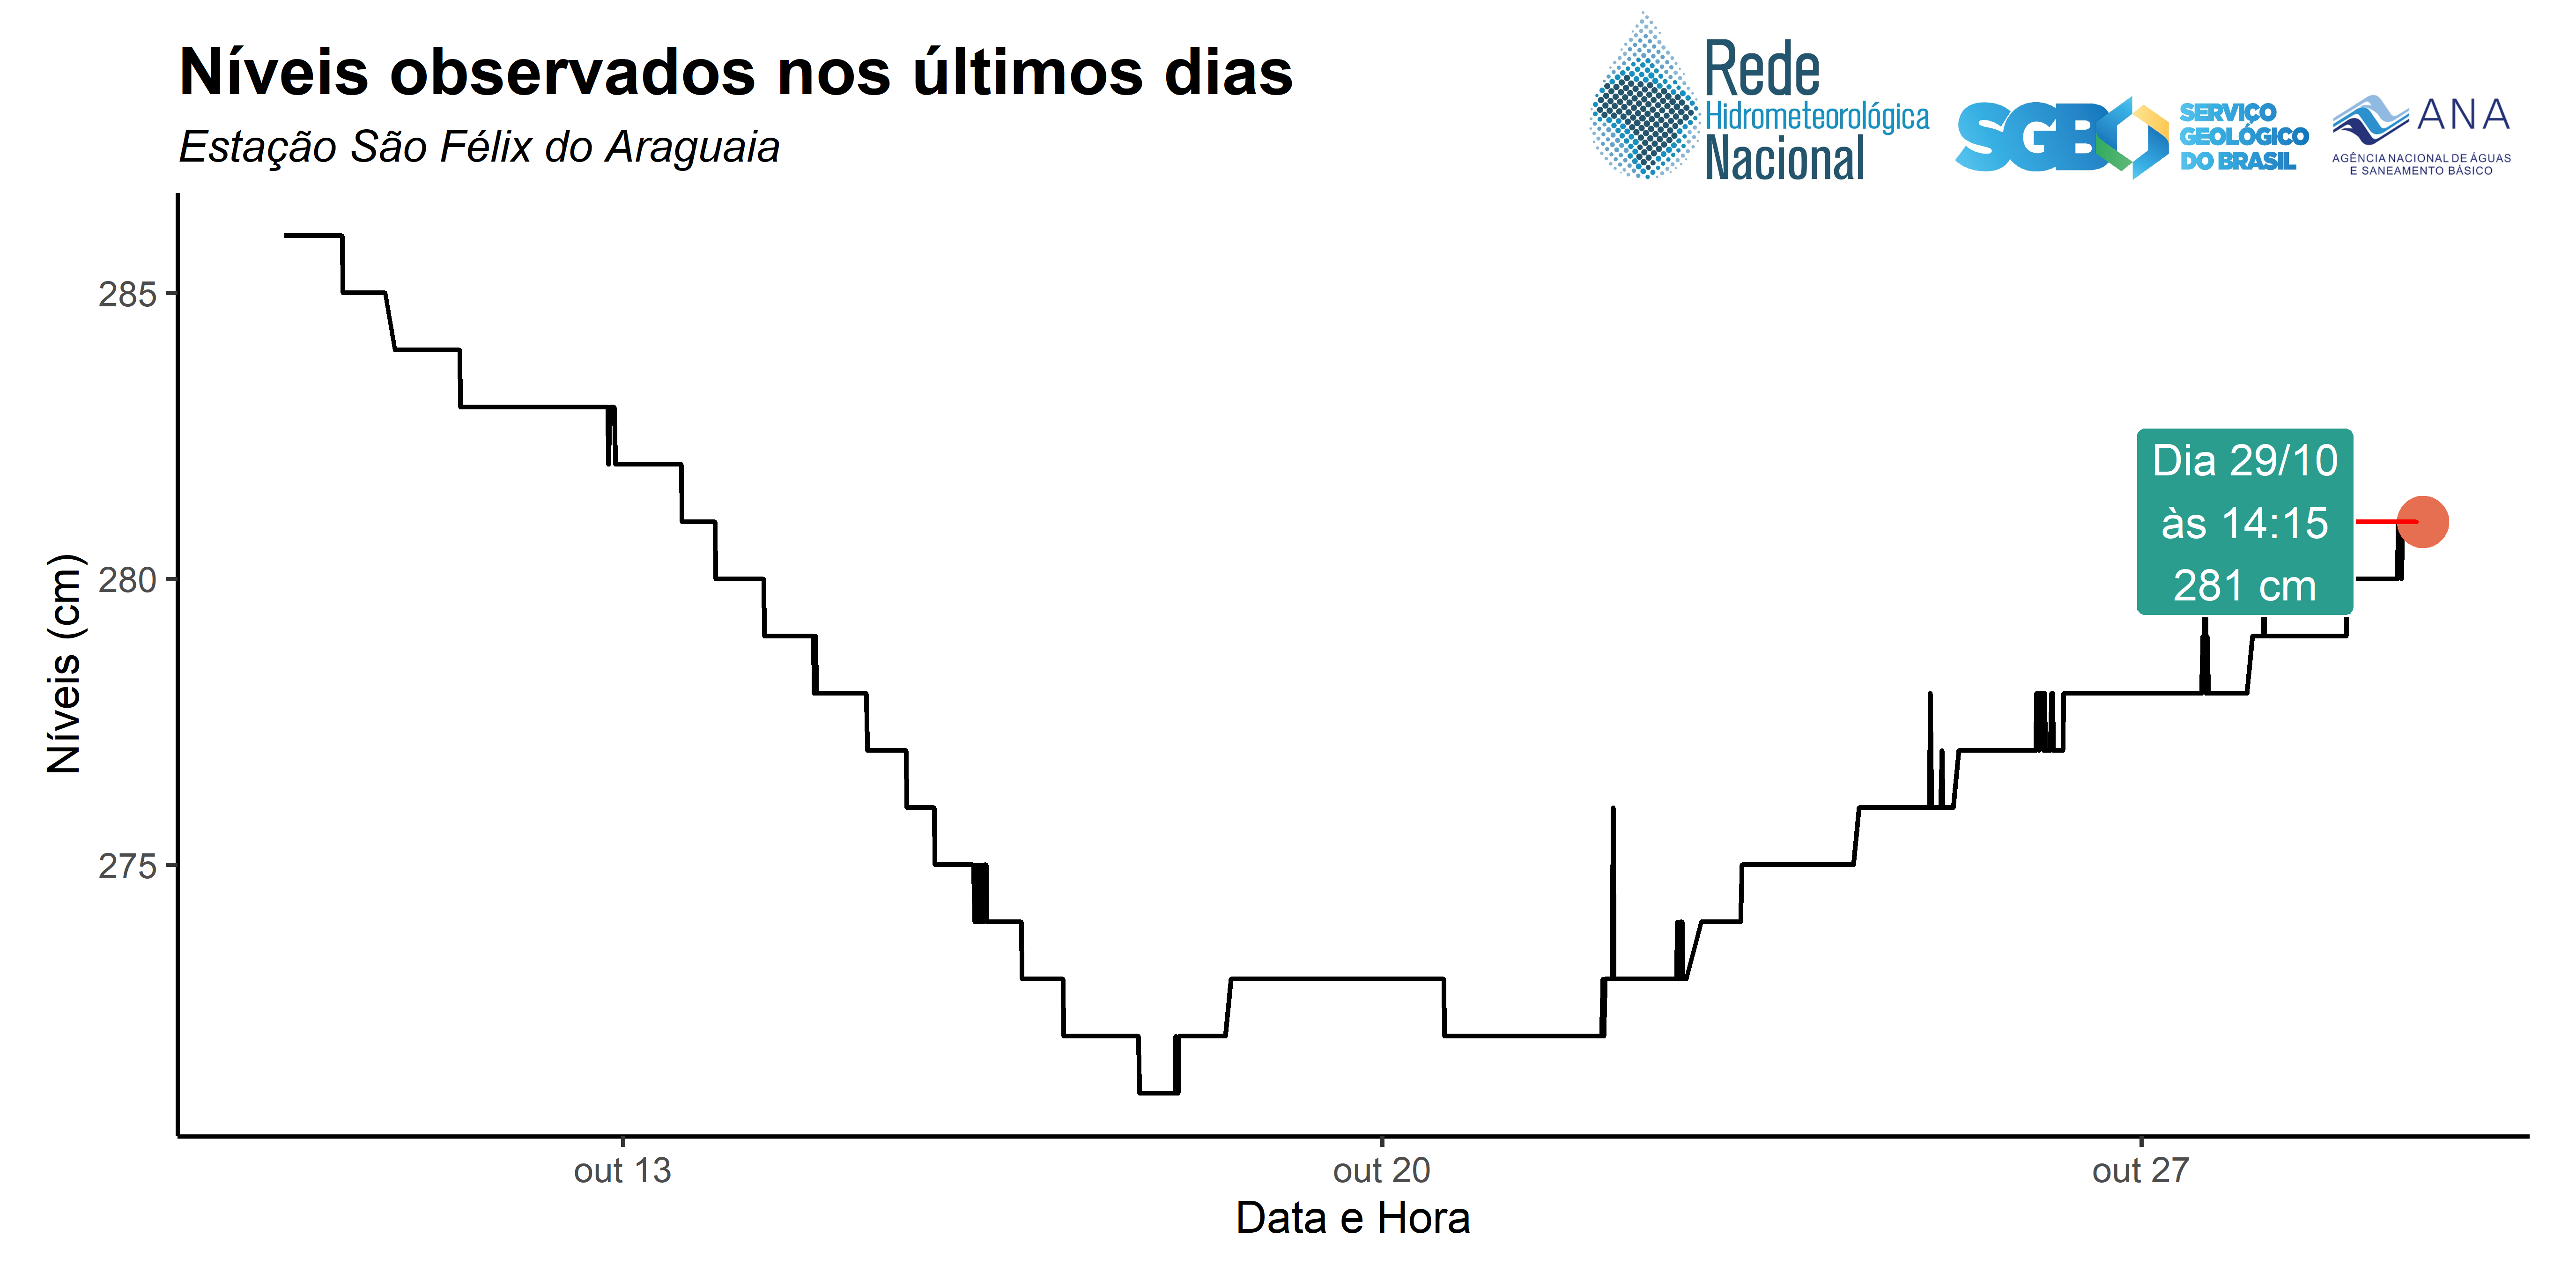 Níveis observados nos últimos dias
Estação São Félix do Araguaia
Rede
Hidrometeorológica
Nacional
SGB
SERVIÇO
GEOLÓGICO
DO BRASIL
ANA
AGÊNCIA NACIONAL DE ÁGUAS
E SANEAMENTO BÁSICO
Níveis (cm)
285
280
275
Dia 29/10
às 14:15
281 cm
out 13
out 20
out 27
Data e Hora